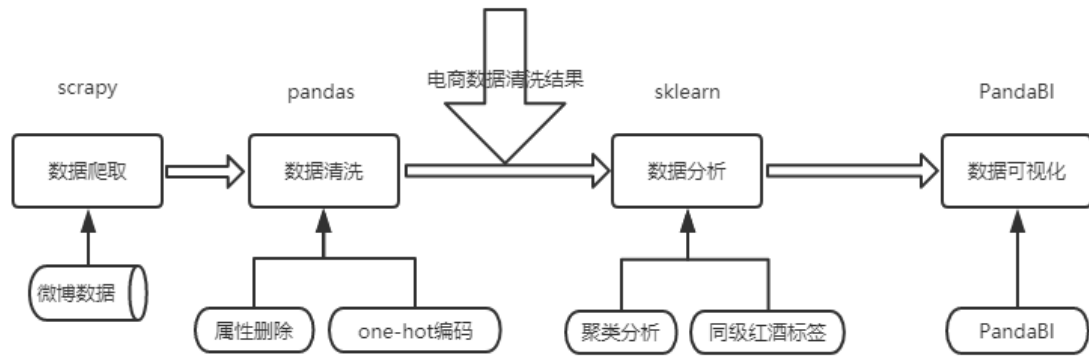 电商数据清洗结果
scrapy
pandas
sklearn
PandaBI
数据爬取
数据清洗
数据分析
数据可视化
微博数据
属性删除
one-hot编码
聚类分析
同级红酒标签
PandaBI